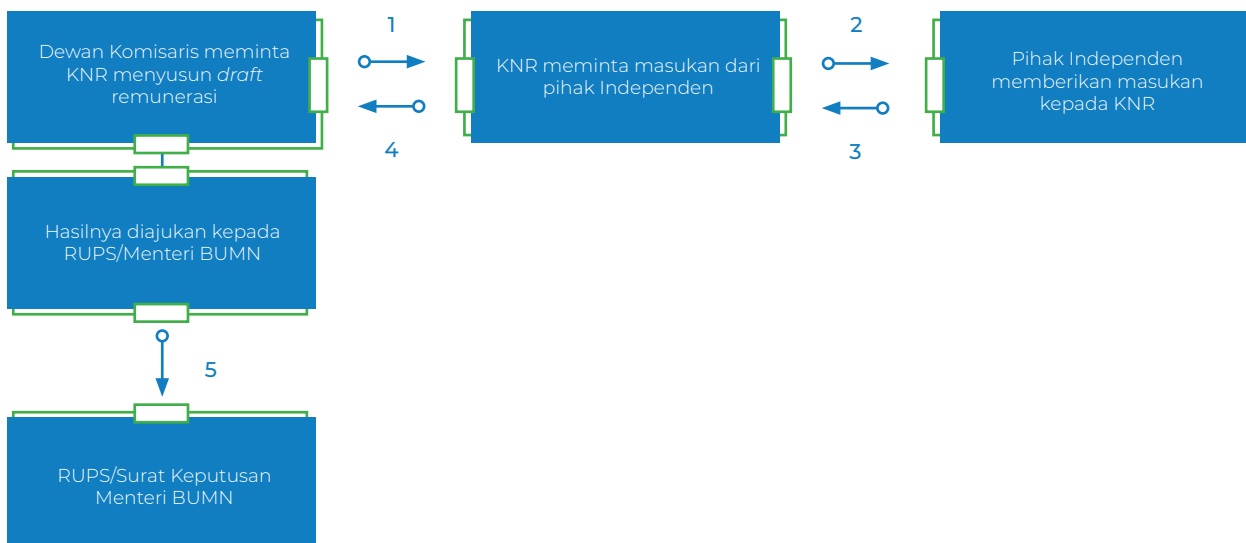 Dewan Komisaris meminta
KNR menyusun draft
remunerasi
1
4
KNR meminta masukan dari
pihak Independen
2
3
Pihak Independen
memberikan masukan
kepada KNR
Hasilnya diajukan kepada
RUPS/Menteri BUMN
5
RUPS/Surat Keputusan
Menteri BUMN